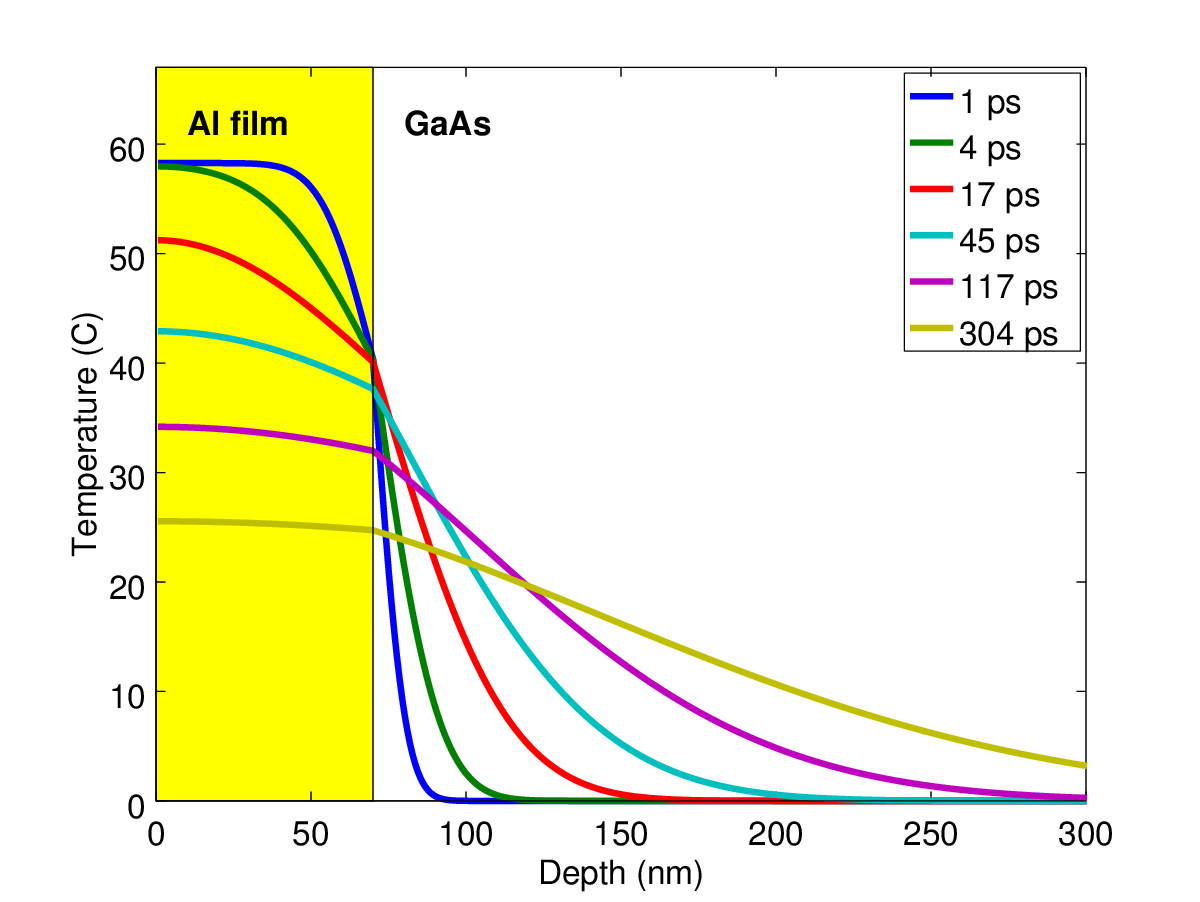 Al film
GaAs
1 ps
4 ps
17 ps
45 ps
117 ps
304 ps
Temperature (C)
60
50
40
30
20
10
0
0 50 100 150 200 250 300
Depth (nm)